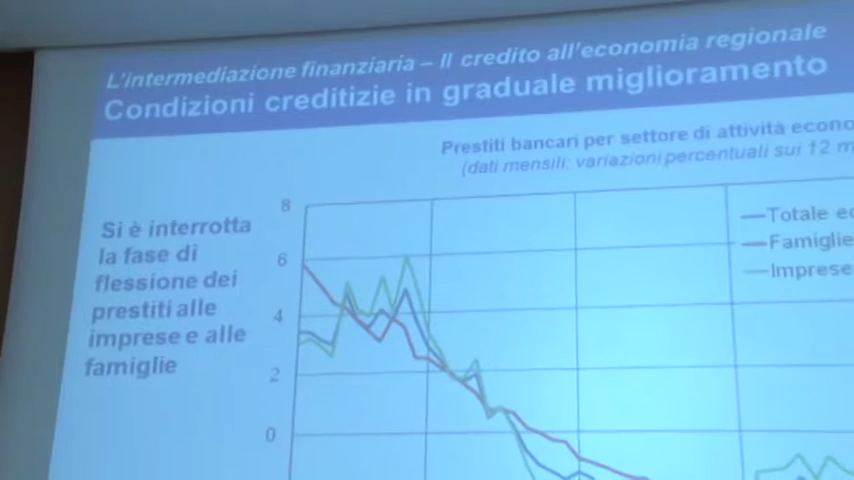 L'intermediazione finanziaria – Il credito all'economia regionale
Condizioni creditizie in graduale miglioramento
Prestiti bancari per settore di attività
(dati mensili; variazioni percentuali sui 12
Si è interrotta
la fase di
flessione dei
prestiti alle
imprese e alle
famiglie
8
6
4
2
0
Totale
Famiglie
Imprese